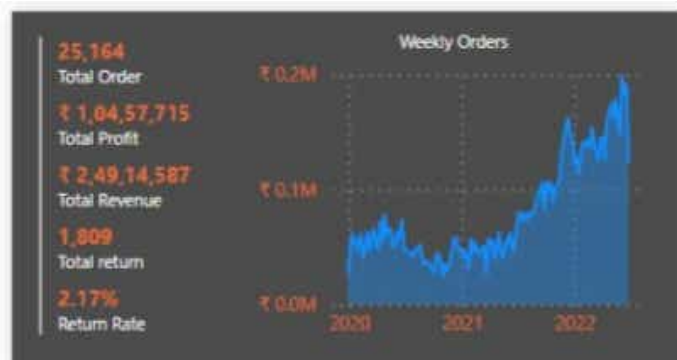 25,164
Total Order
₹ 1,04,57,715
Total Profit
₹ 2,49,14,587
Total Revenue
1,809
Total return
2.17%
Return Rate
Weekly Orders
₹ 0.2M
₹ 0.1M
₹ 0.0M
2020
2021
2022